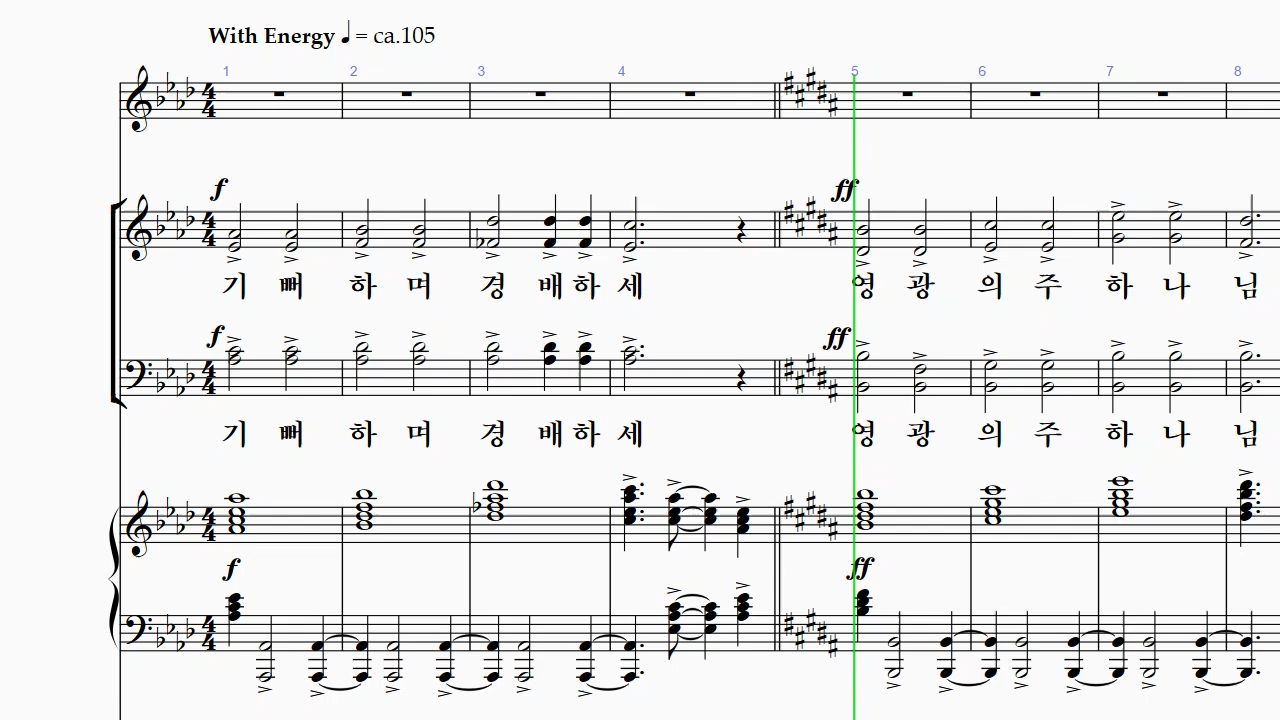 With Energy ♩ = ca.105
1 2 3 4 5 6 7 8
f ff
기 뻐 하 며 경 배 하 세 영 광 의 주 하 나 님
f ff
기 뻐 하 며 경 배 하 세 영 광 의 주 하 나 님
f ff